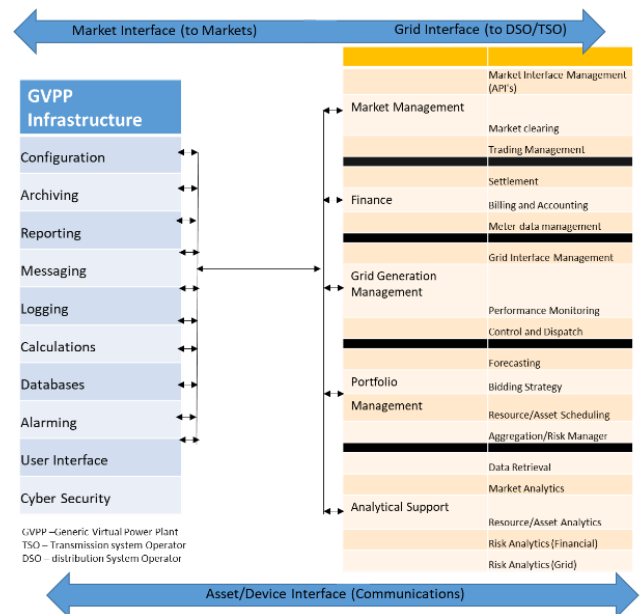 Market Interface (to Markets)
Grid Interface (to DSO/TSO)
GVPP
Infrastructure
Configuration
Archiving
Reporting
Messaging
Logging
Calculations
Databases
Alarming
User Interface
Cyber Security
GVPP –Generic Virtual Power Plant
TSO – Transmission system Operator
DSO – distribution System Operator
Market Management
Market Interface Management
(API's)
Market clearing
Trading Management
Finance
Settlement
Billing and Accounting
Meter data management
Grid Generation
Management
Grid Interface Management
Performance Monitoring
Control and Dispatch
Portfolio
Management
Forecasting
Bidding Strategy
Resource/Asset Scheduling
Aggregation/Risk Manager
Analytical Support
Data Retrieval
Market Analytics
Resource/Asset Analytics
Risk Analytics (Financial)
Risk Analytics (Grid)
Asset/Device Interface (Communications)